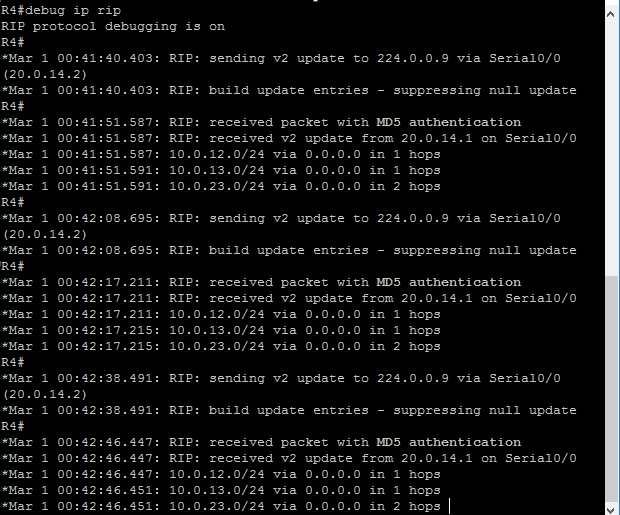 R4#debug ip rip
RIP protocol debugging is on
R4#
*Mar 1 00:41:40.403: RIP: sending v2 update to 224.0.0.9 via Serial0/0
(20.0.14.2)
*Mar 1 00:41:40.403: RIP: build update entries - suppressing null update
R4#
*Mar 1 00:41:51.587: RIP: received packet with MD5 authentication
*Mar 1 00:41:51.587: RIP: received v2 update from 20.0.14.1 on Serial0/0
*Mar 1 00:41:51.587: 10.0.12.0/24 via 0.0.0.0 in 1 hops
*Mar 1 00:41:51.591: 10.0.13.0/24 via 0.0.0.0 in 1 hops
*Mar 1 00:41:51.591: 10.0.23.0/24 via 0.0.0.0 in 2 hops
R4#
*Mar 1 00:42:08.695: RIP: sending v2 update to 224.0.0.9 via Serial0/0
(20.0.14.2)
*Mar 1 00:42:08.695: RIP: build update entries - suppressing null update
R4#
*Mar 1 00:42:17.211: RIP: received packet with MD5 authentication
*Mar 1 00:42:17.211: RIP: received v2 update from 20.0.14.1 on Serial0/0
*Mar 1 00:42:17.211: 10.0.12.0/24 via 0.0.0.0 in 1 hops
*Mar 1 00:42:17.215: 10.0.13.0/24 via 0.0.0.0 in 1 hops
*Mar 1 00:42:17.215: 10.0.23.0/24 via 0.0.0.0 in 2 hops
R4#
*Mar 1 00:42:38.491: RIP: sending v2 update to 224.0.0.9 via Serial0/0
(20.0.14.2)
*Mar 1 00:42:38.491: RIP: build update entries - suppressing null update
R4#
*Mar 1 00:42:46.447: RIP: received packet with MD5 authentication
*Mar 1 00:42:46.447: RIP: received v2 update from 20.0.14.1 on Serial0/0
*Mar 1 00:42:46.447: 10.0.12.0/24 via 0.0.0.0 in 1 hops
*Mar 1 00:42:46.451: 10.0.13.0/24 via 0.0.0.0 in 1 hops
*Mar 1 00:42:46.451: 10.0.23.0/24 via 0.0.0.0 in 2 hops